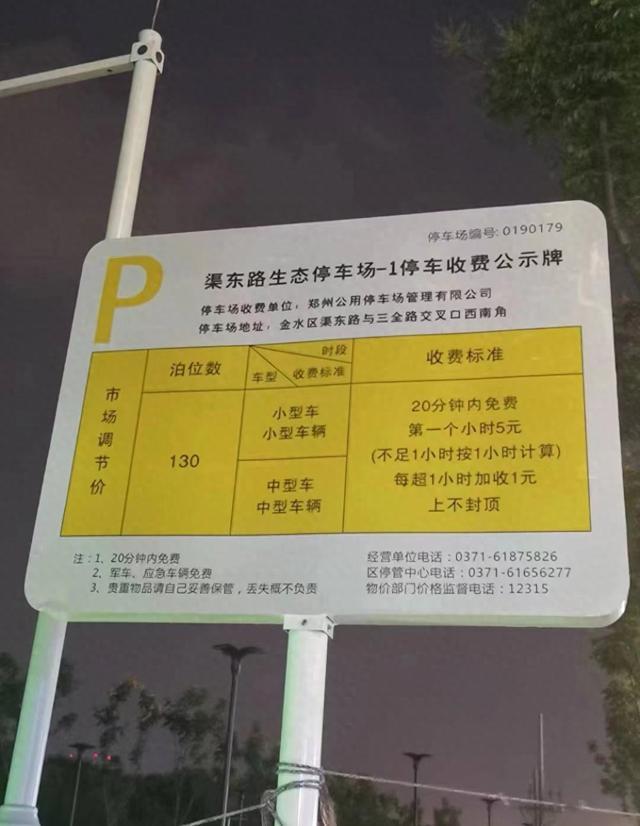 停车场编号:0190179
P
渠东路生态停车场-1停车收费公示牌
停车场收费单位，郑州公用停车场管理有限公司
停车场地址，金水区渠东路与三全路交叉口西南角
市场调节价
泊位数
时段
车型
收费标准
收费标准
130
小型车
小型车辆
中型车
中型车辆
20分钟内免费
第一个小时5元
(不足1小时按1小时计算)
每超1小时加收1元
上不封顶
注：1、20分钟内免费
2、军车、应急车辆免费
3、贵重物品请自己妥善保管，丢失概不负责
经营单位电话：0371-61875826
区停管中心电话：0371-61656277
物价部门价格监督电话：12315